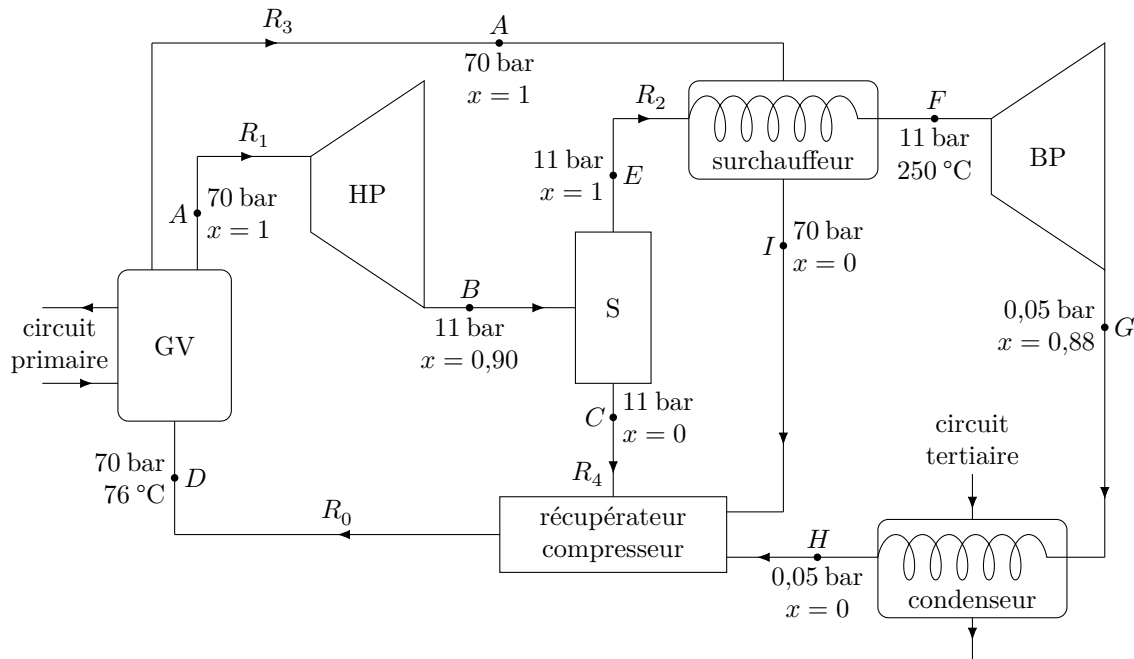 R₃
A
70 bar
x = 1
R₁
A
70 bar
x = 1
HP
R₂
11 bar
x = 1
E
surchauffeur
F
11 bar
250 °C
BP
I
70 bar
x = 0
B
11 bar
x = 0,90
S
0,05 bar
x = 0,88
G
circuit
primaire
GV
C
11 bar
x = 0
R₄
circuit
tertiaire
70 bar
76 °C
D
R₀
récupérateur
compresseur
H
0,05 bar
x = 0
condenseur